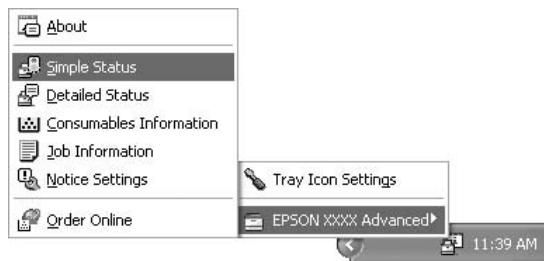 About
Simple Status
Detailed Status
Consumables Information
Job Information
Notice Settings
Order Online
Tray Icon Settings
EPSON XXXX Advanced
11:39 AM